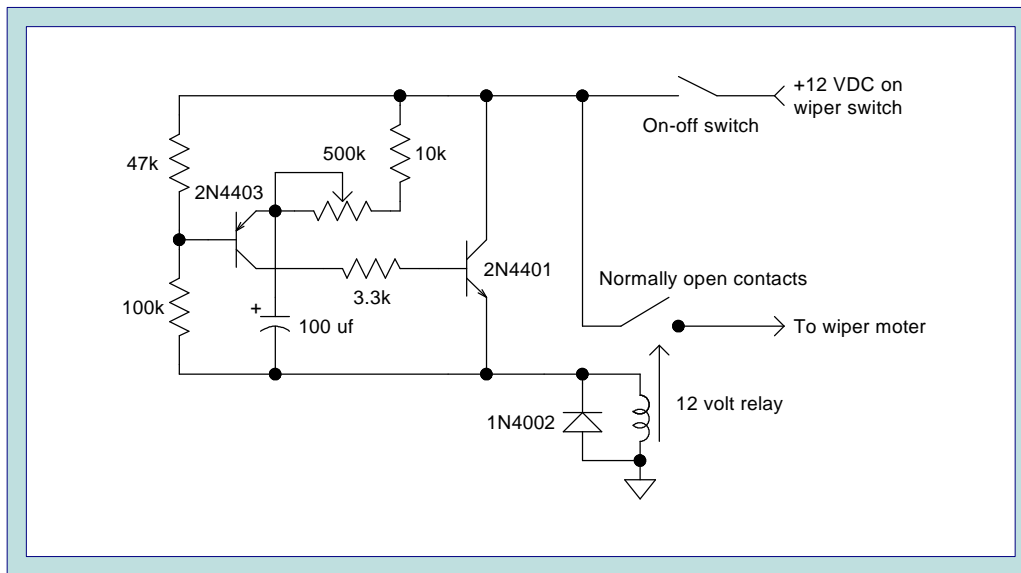 +12 VDC on
wiper switch
On-off switch
47k
500k
10k
2N4403
2N4401
Normally open contacts
100k
+
100 uf
3.3k
To wiper moter
1N4002
12 volt relay